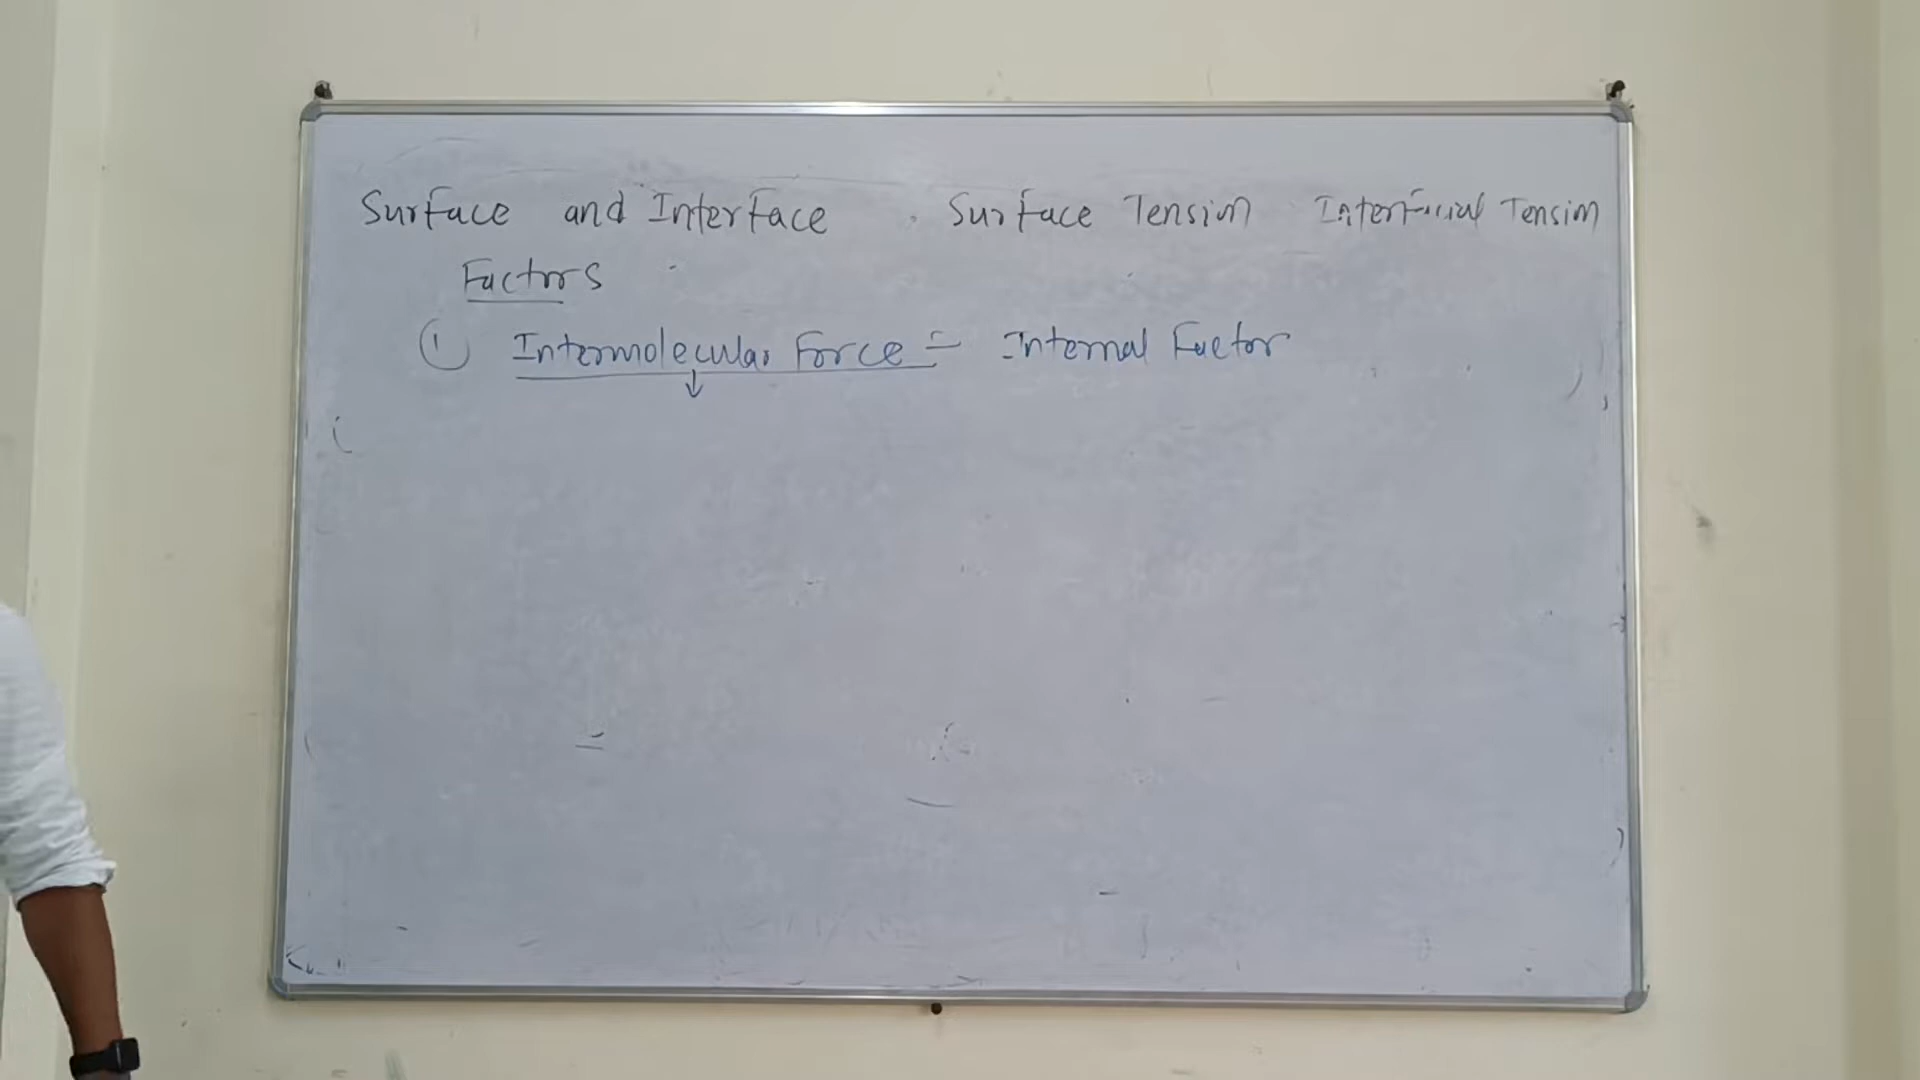 Surface and Interface . Surface Tension Interfacial Tension
Factors
① Intermolecular Force = Internal Factor
↓